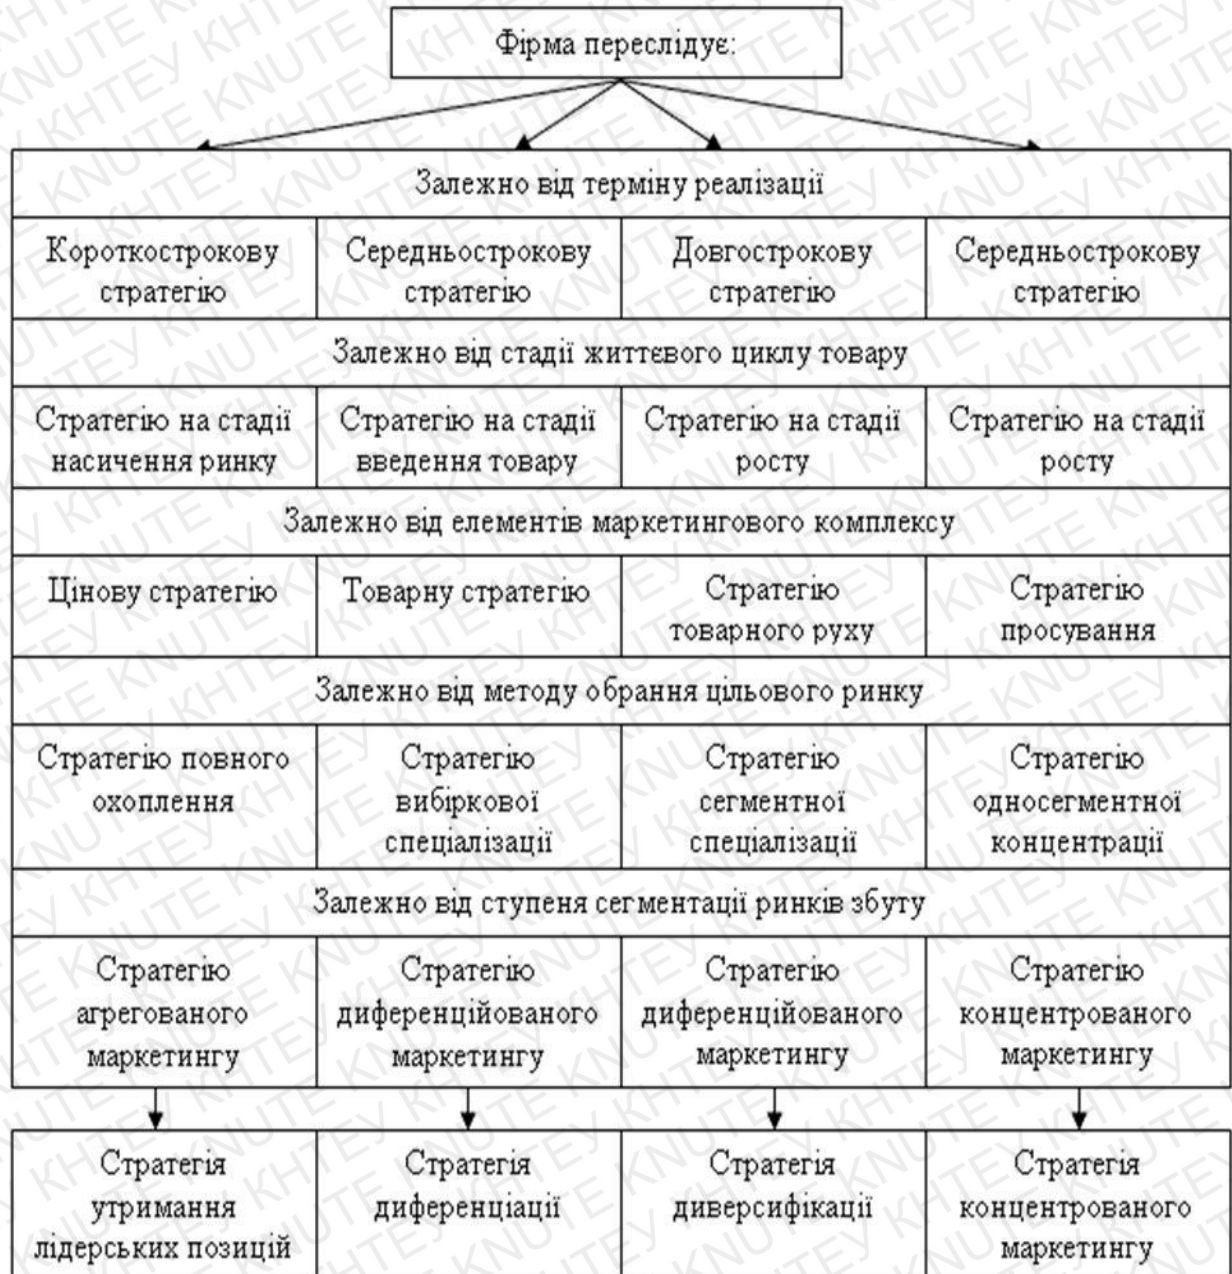 Фірма переслідує:
Залежно від терміну реалізації
Короткострокову
стратегію
Середньострокову
стратегію
Довгострокову
стратегію
Середньострокову
стратегію
Залежно від стадії життєвого циклу товару
Стратегію на стадії
насичення ринку
Стратегію на стадії
введення товару
Стратегію на стадії
росту
Стратегію на стадії
росту
Залежно від елементів маркетингового комплексу
Цінову стратегію
Товарну стратегію
Стратегію
товарного руху
Стратегію
просування
Залежно від методу обрання цільового ринку
Стратегію повного
охоплення
Стратегію
вибіркової
спеціалізації
Стратегію
сегментної
спеціалізації
Стратегію
односегментної
концентрації
Залежно від ступеня сегментації ринків збуту
Стратегію
агрегованого
маркетингу
Стратегію
диференційованого
маркетингу
Стратегію
диференційованого
маркетингу
Стратегію
концентрованого
маркетингу
Стратегія
утримання
лідерських позицій
Стратегія
диференціації
Стратегія
диверсифікації
Стратегія
концентрованого
маркетингу